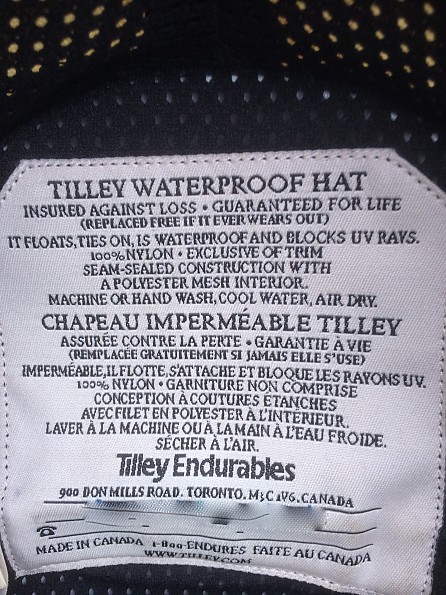 TILLEY WATERPROOF HAT
INSURED AGAINST LOSS • GUARANTEED FOR LIFE
(REPLACED FREE IF IT EVER WEARS OUT)
IT FLOATS, TIES ON, IS WATERPROOF AND BLOCKS UV RAYS.
100% NYLON • EXCLUSIVE OF TRIM
SEAM-SEALED CONSTRUCTION WITH
A POLYESTER MESH INTERIOR.
MACHINE OR HAND WASH, COOL WATER, AIR DRY.
CHAPEAU IMPERMÉABLE TILLEY
ASSURÉE CONTRE LA PERTE • GARANTIE À VIE
(REMPLACÉE GRATUITEMENT SI JAMAIS ELLE S'USE)
IMPERMÉABLE, IL FLOTTE, S'ATTACHE ET BLOQUE LES RAYONS UV.
100% NYLON • GARNITURE NON COMPRISE
CONCEPTION À COUTURES ÉTANCHES
AVEC FILET EN POLYESTER À L'INTÉRIEUR.
LAVER À LA MACHINE OU À LA MAIN À L'EAU FROIDE.
SÉCHER À L'AIR.
Tilley Endurables
900 DON MILLS ROAD, TORONTO, M3C 1V6, CANADA
MADE IN CANADA 1-800-ENDURES FAITE AU CANADA
WWW.TILLEY.COM